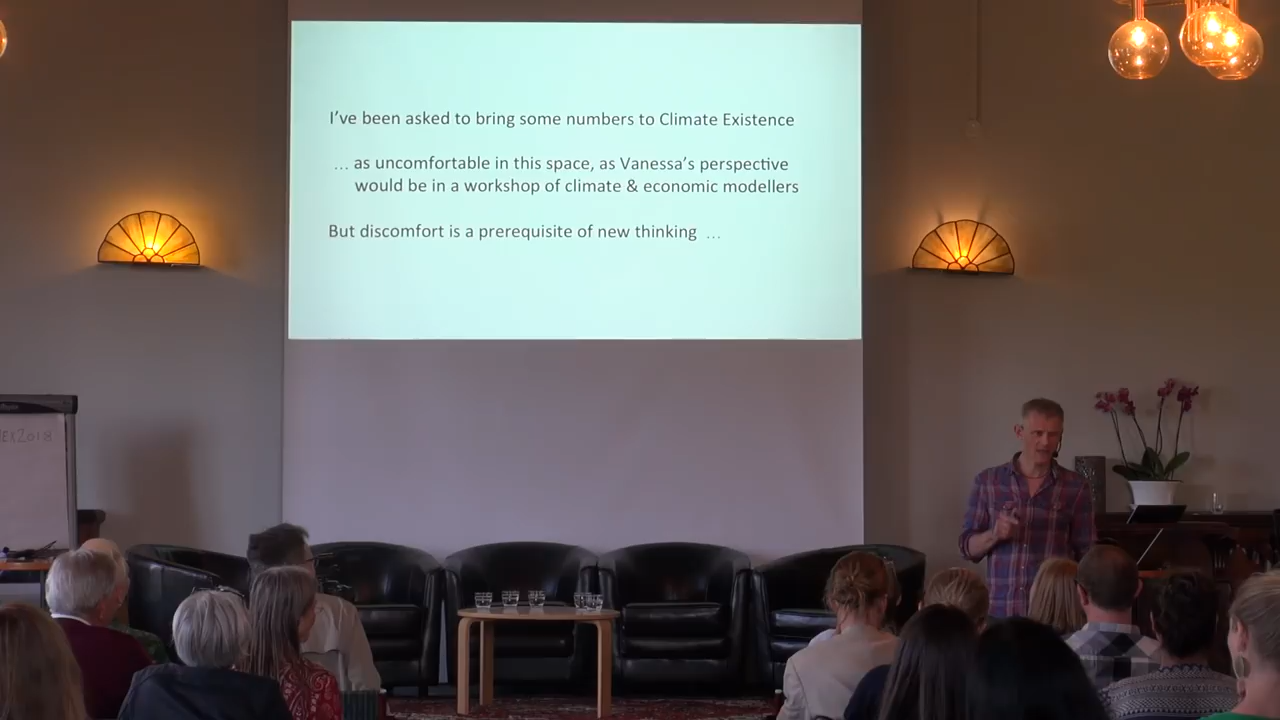 I've been asked to bring some numbers to Climate Existence
... as uncomfortable in this space, as Vanessa's perspective
would be in a workshop of climate & economic modellers
But discomfort is a prerequisite of new thinking ...